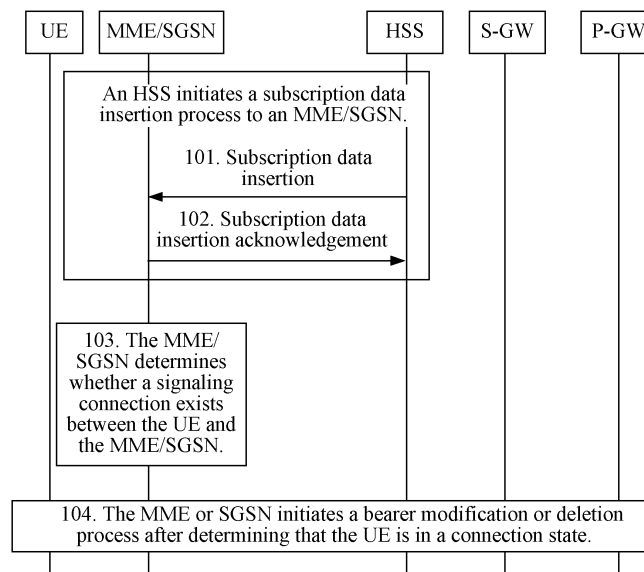 UE
MME/SGSN
HSS
S-GW
P-GW
An HSS initiates a subscription data
insertion process to an MME/SGSN.
101. Subscription data
insertion
102. Subscription data
insertion acknowledgement
103. The MME/
SGSN determines
whether a signaling
connection exists
between the UE and
the MME/SGSN.
104. The MME or SGSN initiates a bearer modification or deletion
process after determining that the UE is in a connection state.